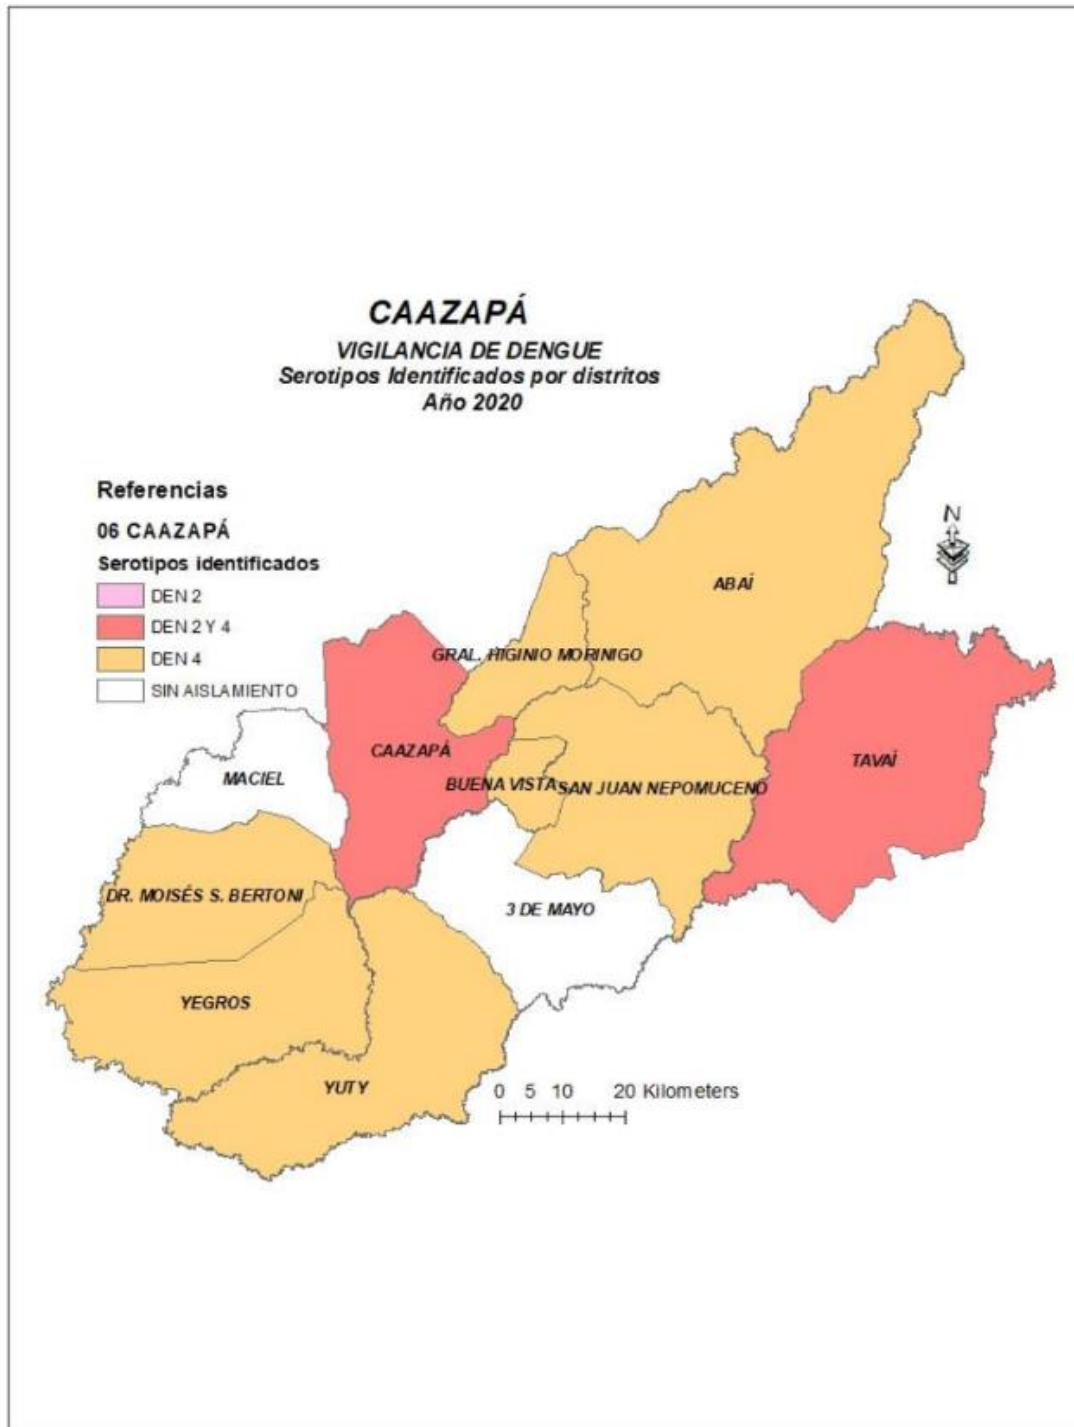 CAAZAPÁ
VIGILANCIA DE DENGUE
Serotipos Identificados por distritos
Año 2020
Referencias
06 CAAZAPÁ
Serotipos identificados
DEN 2
DEN 2 Y 4
DEN 4
SIN AISLAMIENTO
N
ABAÍ
GRAL. HIGINIO MORINIGO
CAAZAPÁ
TAVAÍ
MACIEL
BUENA VISTA
SAN JUAN NEPOMUCENO
DR. MOISÉS S. BERTONI
3 DE MAYO
YEGROS
YUTY
0 5 10 20 Kilometers